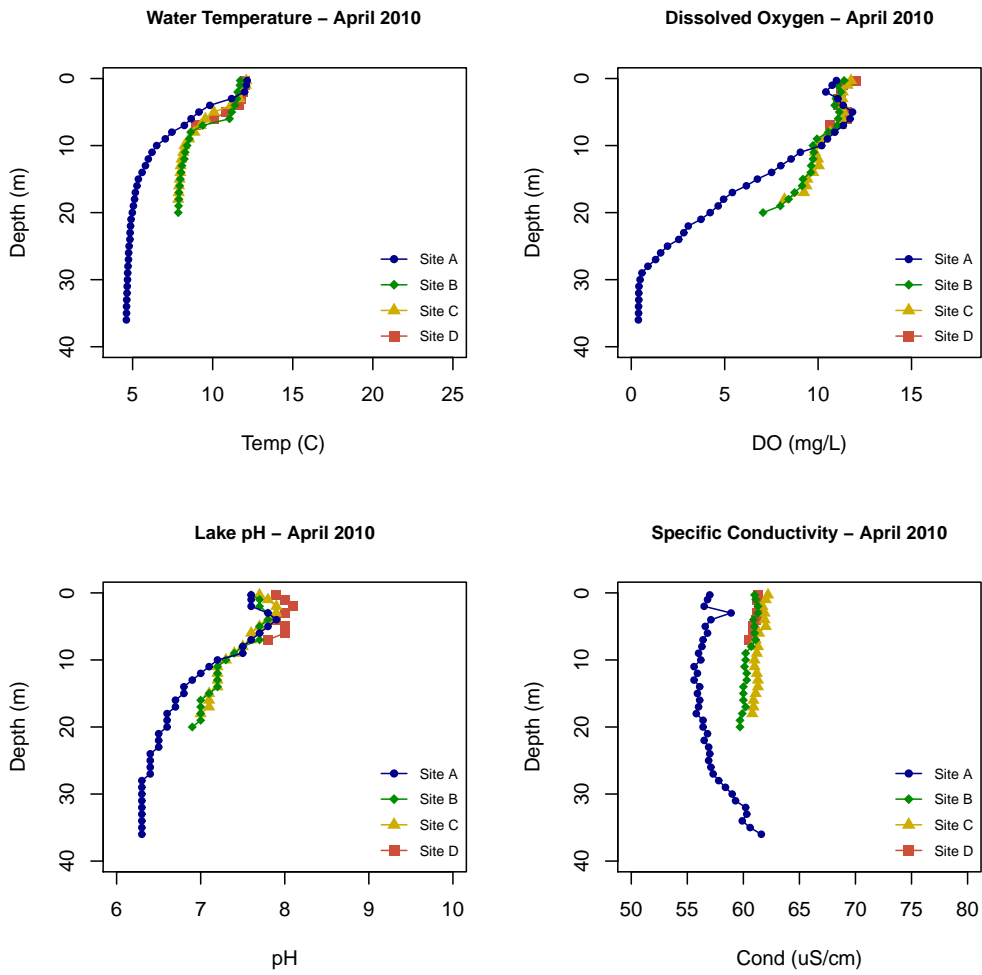 Water Temperature – April 2010
0
10
20
30
40
Depth (m)
5
10
15
20
25
Temp (C)
Site A
Site B
Site C
Site D
Dissolved Oxygen – April 2010
0
10
20
30
40
Depth (m)
0
5
10
15
DO (mg/L)
Site A
Site B
Site C
Site D
Lake pH – April 2010
0
10
20
30
40
Depth (m)
6
7
8
9
10
pH
Site A
Site B
Site C
Site D
Specific Conductivity – April 2010
0
10
20
30
40
Depth (m)
50
55
60
65
70
75
80
Cond (uS/cm)
Site A
Site B
Site C
Site D